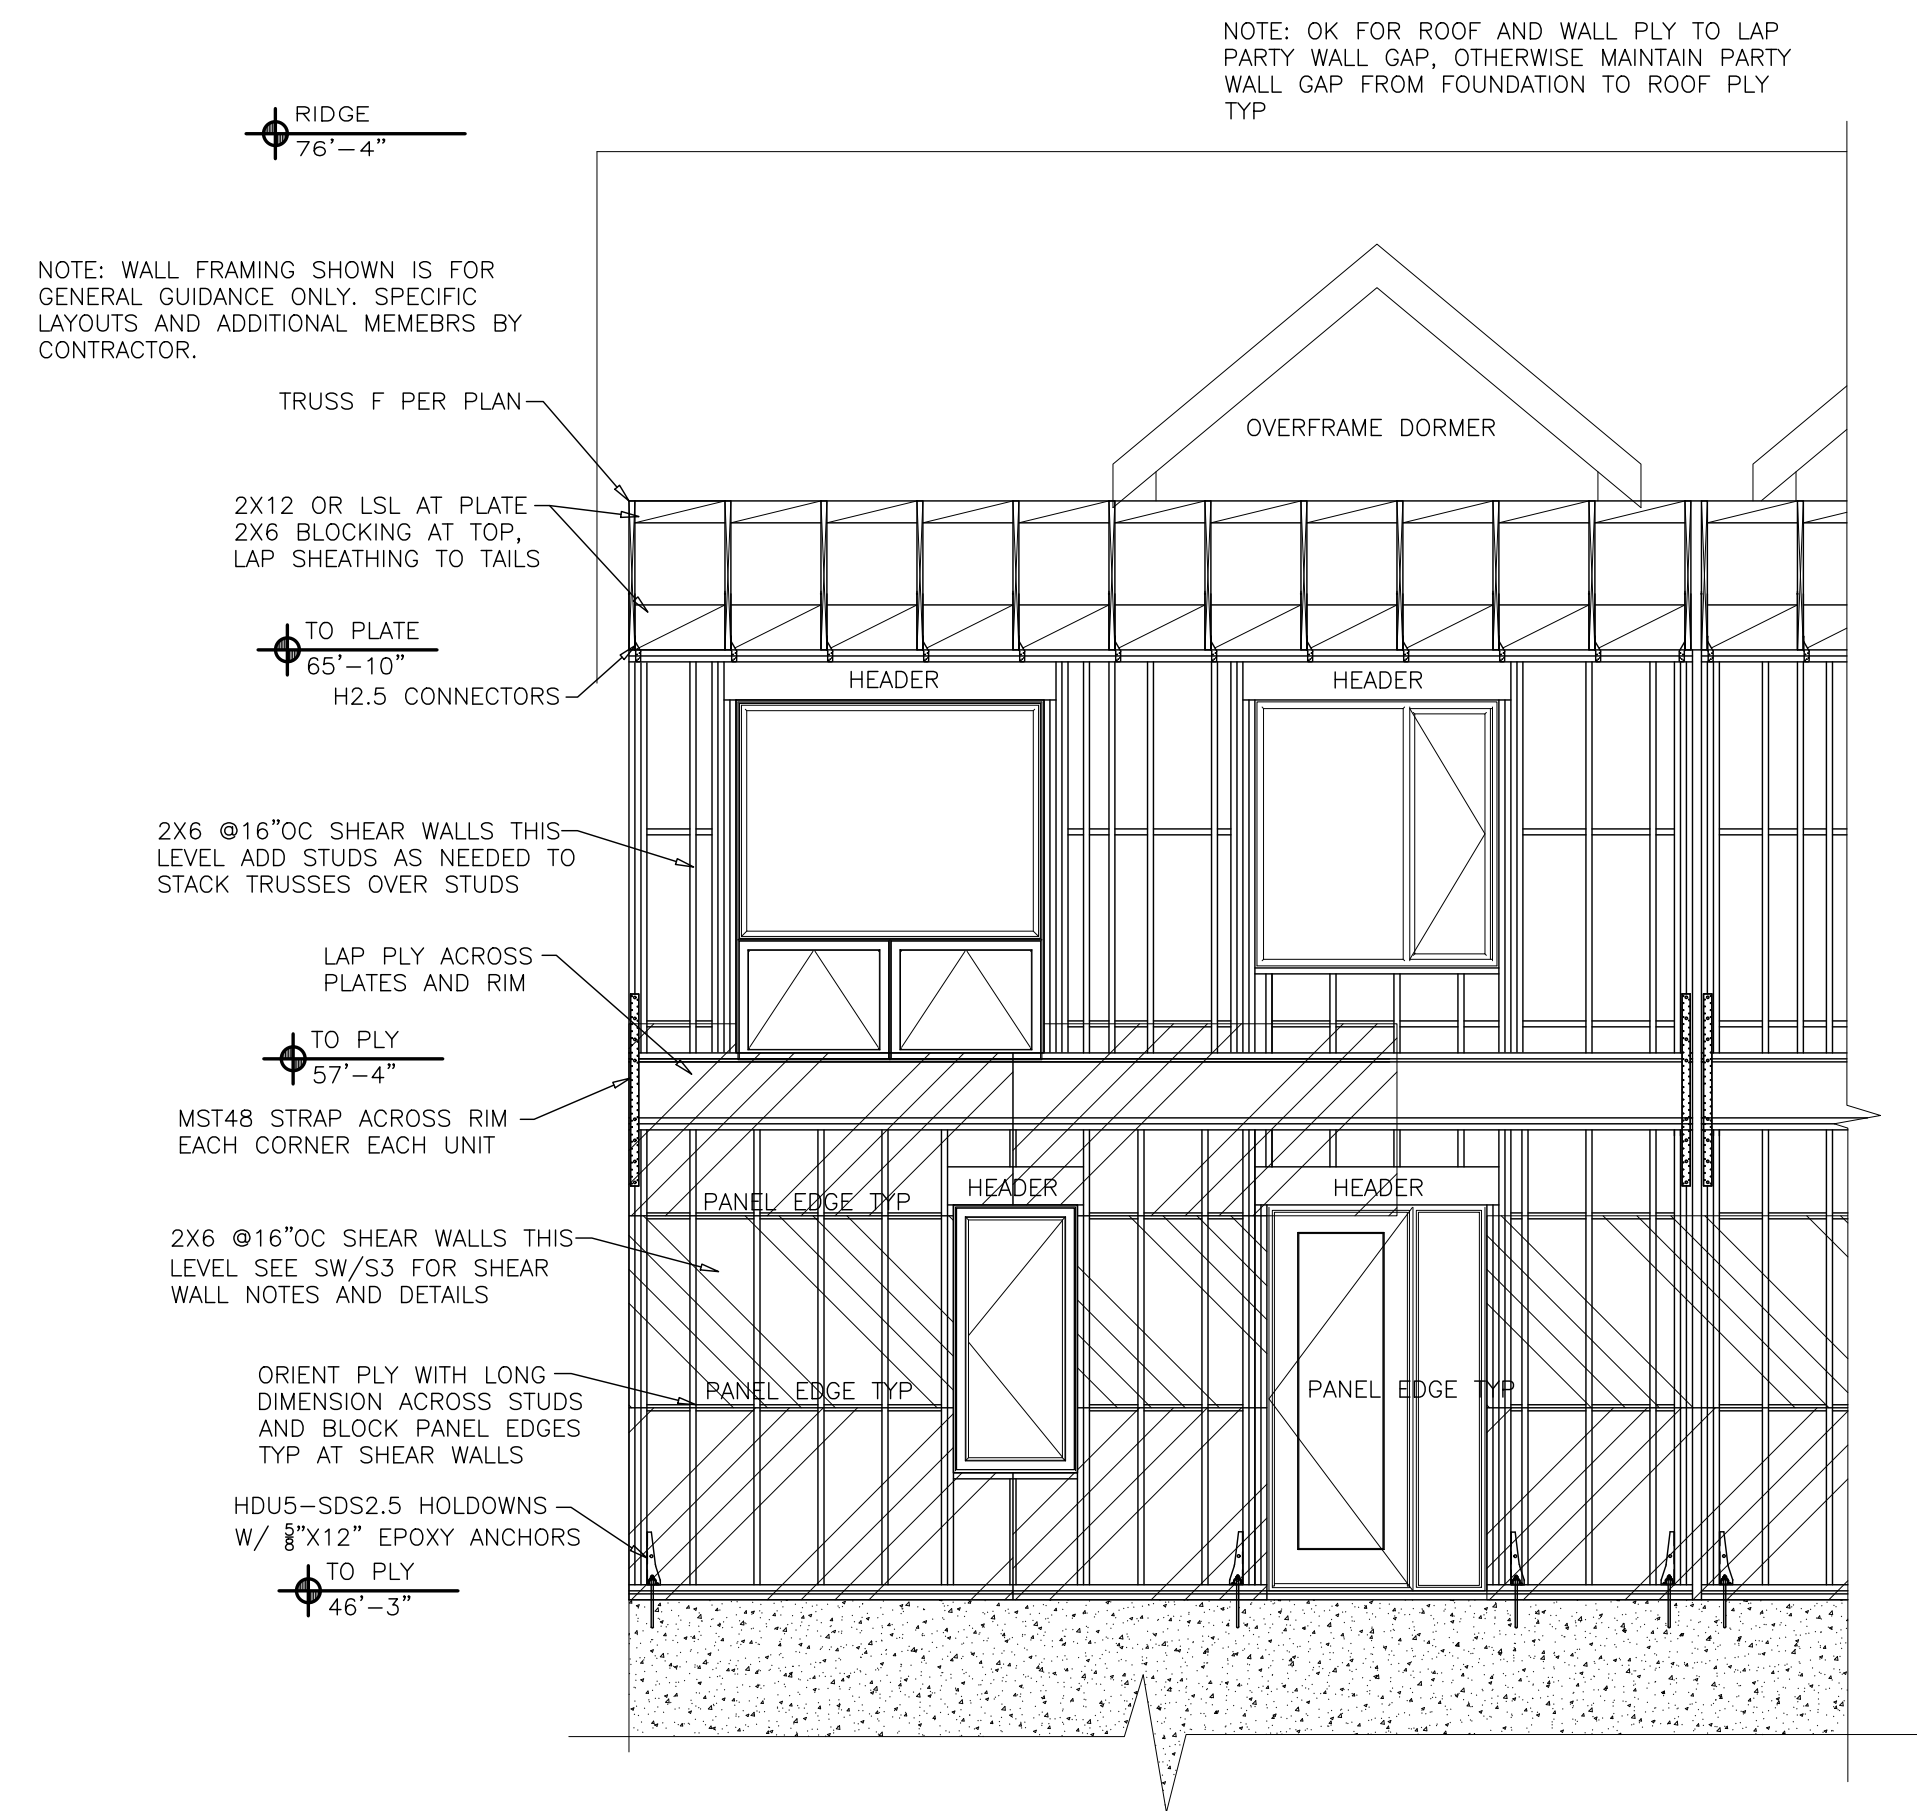 NOTE: OK FOR ROOF AND WALL PLY TO LAP
PARTY WALL GAP, OTHERWISE MAINTAIN PARTY
WALL GAP FROM FOUNDATION TO ROOF PLY
TYP
RIDGE
76'-4"
NOTE: WALL FRAMING SHOWN IS FOR
GENERAL GUIDANCE ONLY. SPECIFIC
LAYOUTS AND ADDITIONAL MEMEBRS BY
CONTRACTOR.
TRUSS F PER PLAN
OVERFRAME DORMER
2X12 OR LSL AT PLATE
2X6 BLOCKING AT TOP,
LAP SHEATHING TO TAILS
TO PLATE
65'-10"
H2.5 CONNECTORS
HEADER
HEADER
2X6 @16"OC SHEAR WALLS THIS
LEVEL ADD STUDS AS NEEDED TO
STACK TRUSSES OVER STUDS
LAP PLY ACROSS
PLATES AND RIM
TO PLY
57'-4"
MST48 STRAP ACROSS RIM
EACH CORNER EACH UNIT
HEADER
HEADER
PANEL EDGE TYP
2X6 @16"OC SHEAR WALLS THIS
LEVEL SEE SW/S3 FOR SHEAR
WALL NOTES AND DETAILS
ORIENT PLY WITH LONG
DIMENSION ACROSS STUDS
AND BLOCK PANEL EDGES
TYP AT SHEAR WALLS
PANEL EDGE TYP
PANEL EDGE TYP
HDU5-SDS2.5 HOLDOWNS
W/ 5/8"X12" EPOXY ANCHORS
TO PLY
46'-3"